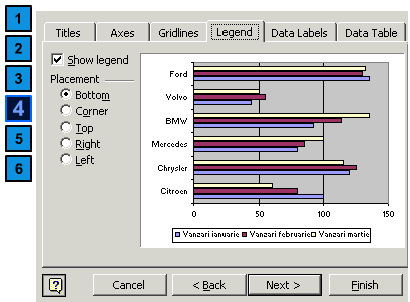 1
2
3
4
5
6
Titles Axes Gridlines Legend Data Labels Data Table
Show legend
Placement
Bottom
Corner
Top
Right
Left
Ford
Volvo
BMW
Mercedes
Chrysler
Citroen
0 50 100 150
Vanzari ianuarie Vanzari februarie Vanzari martie
? Cancel < Back Next > Finish